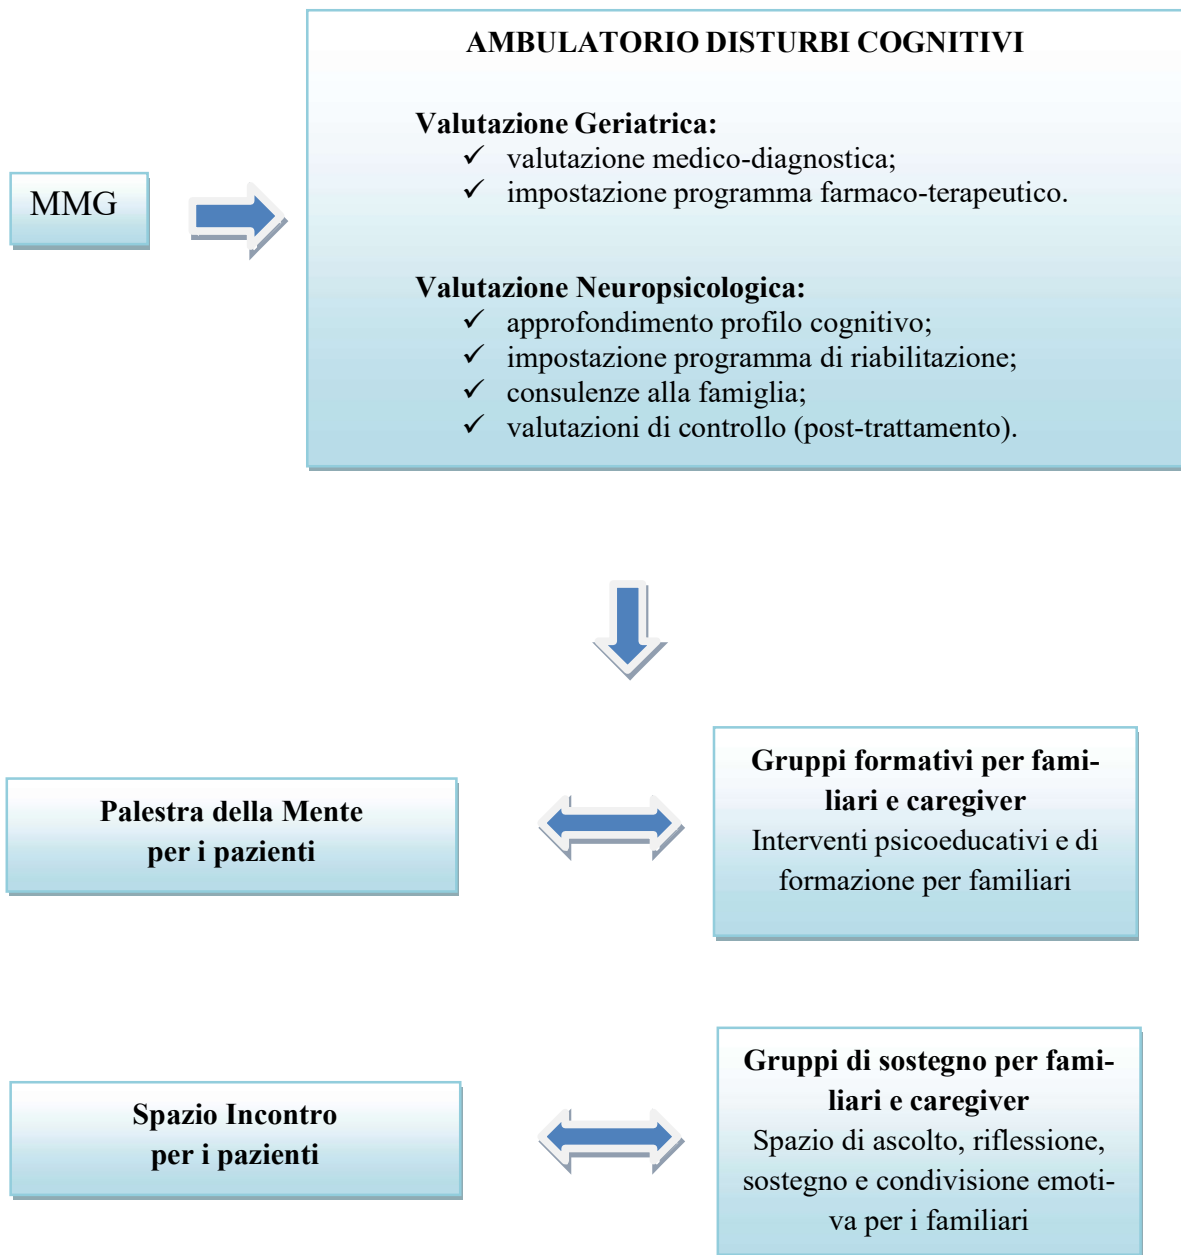 AMBULATORIO DISTURBI COGNITIVI
Valutazione Geriatrica:
✓ valutazione medico-diagnostica;
✓ impostazione programma farmaco-terapeutico.
MMG
Valutazione Neuropsicologica:
✓ approfondimento profilo cognitivo;
✓ impostazione programma di riabilitazione;
✓ consulenze alla famiglia;
✓ valutazioni di controllo (post-trattamento).
Palestra della Mente
per i pazienti
Gruppi formativi per fami-
liari e caregiver
Interventi psicoeducativi e di
formazione per familiari
Spazio Incontro
per i pazienti
Gruppi di sostegno per fami-
liari e caregiver
Spazio di ascolto, riflessione,
sostegno e condivisione emoti-
va per i familiari